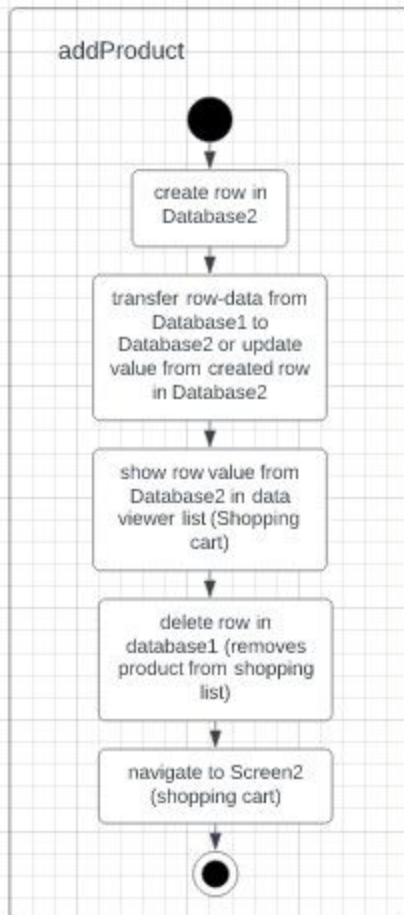 addProduct
create row in
Database2
transfer row-data from
Database1 to
Database2 or update
value from created row
in Database2
show row value from
Database2 in data
viewer list (Shopping
cart)
delete row in
database1 (removes
product from shopping
list)
navigate to Screen2
(shopping cart)